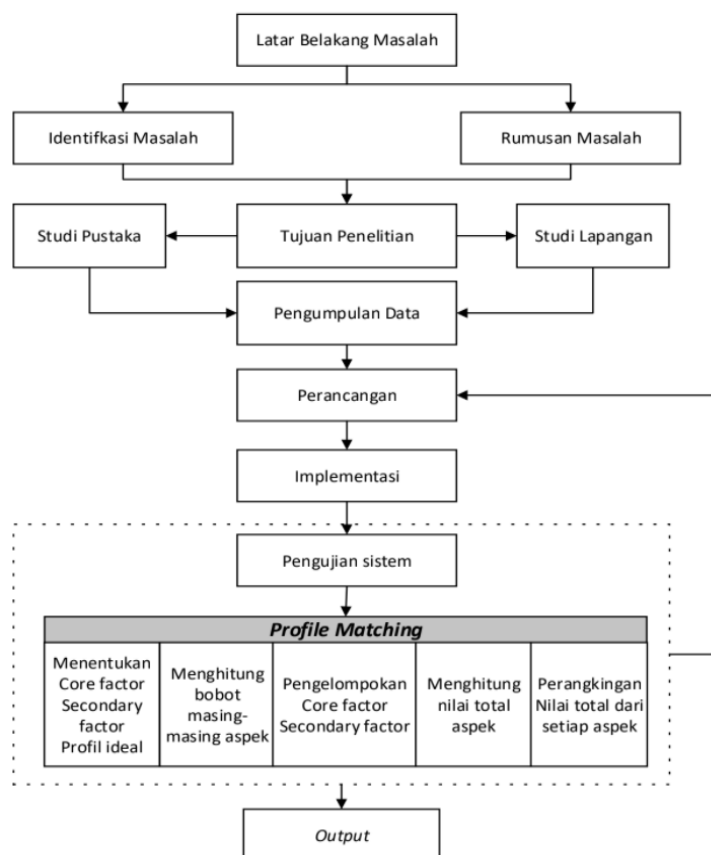 Latar Belakang Masalah
Identifkasi Masalah
Rumusan Masalah
Studi Pustaka
Tujuan Penelitian
Studi Lapangan
Pengumpulan Data
Perancangan
Implementasi
Pengujian sistem
Profile Matching
Menentukan
Core factor
Secondary
factor
Profil ideal
Menghitung
bobot
masing-
masing aspek
Pengelompokan
Core factor
Secondary factor
Menghitung
nilai total
aspek
Perangkingan
Nilai total dari
setiap aspek
Output